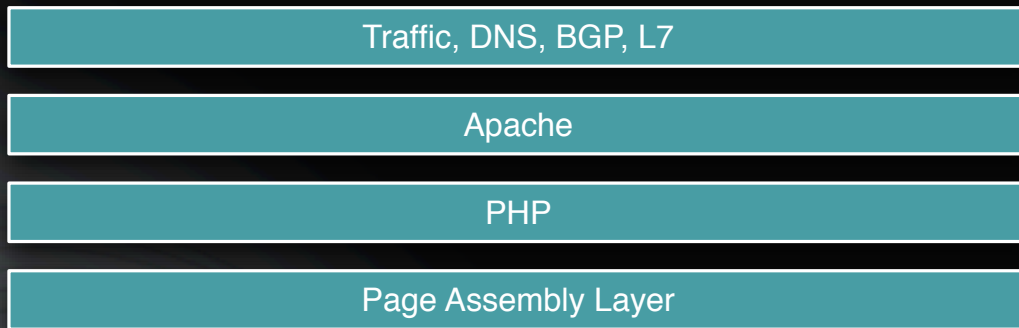 Traffic, DNS, BGP, L7
Apache
PHP
Page Assembly Layer